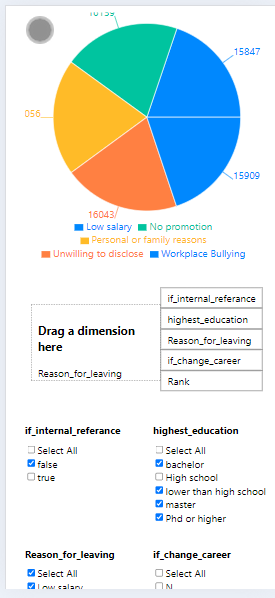 16139
15847
056
15909
16043
Low salary No promotion
Personal or family reasons
Unwilling to disclose Workplace Bullying
if_internal_referance
Drag a dimension here
highest_education
Reason_for_leaving
if_change_career
Reason_for_leaving
Rank
if_internal_referance highest_education
Select All Select All
false bachelor
true High school
lower than high school
master
Phd or higher
Reason_for_leaving if_change_career
Select All Select All
Low salary N